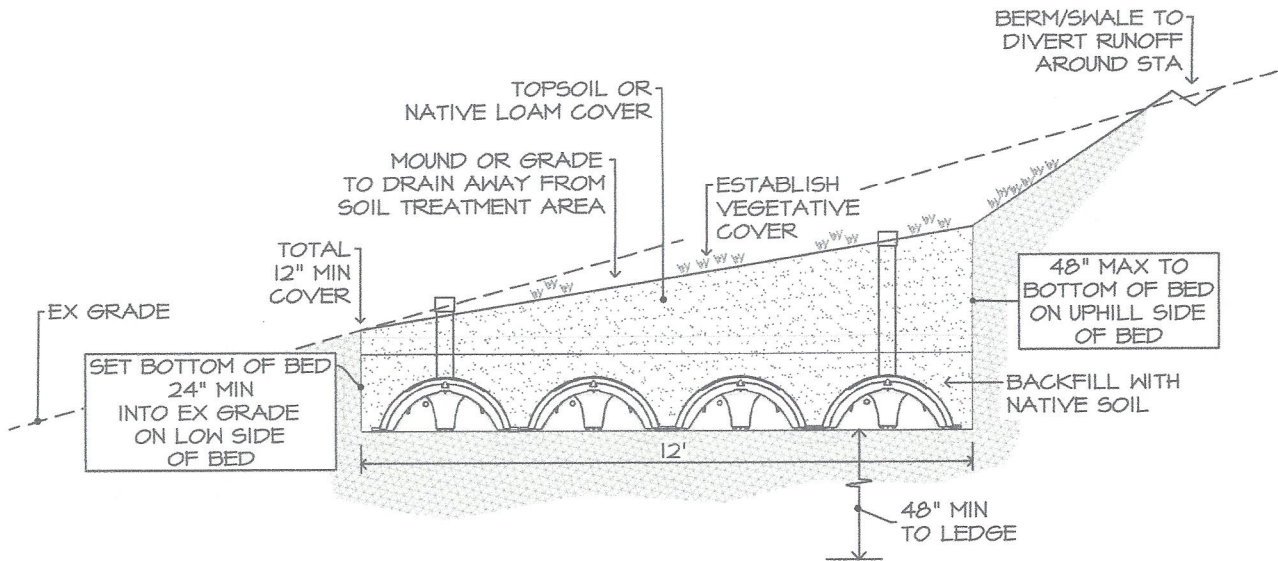 BERM/SWALE TO
DIVERT RUNOFF
AROUND STA
TOPSOIL OR
NATIVE LOAM COVER
MOUND OR GRADE
TO DRAIN AWAY FROM
SOIL TREATMENT AREA
ESTABLISH
VEGETATIVE
COVER
TOTAL
12" MIN
COVER
48" MAX TO
BOTTOM OF BED
ON UPHILL SIDE
OF BED
EX GRADE
SET BOTTOM OF BED
24" MIN
INTO EX GRADE
ON LOW SIDE
OF BED
BACKFILL WITH
NATIVE SOIL
12'
48" MIN
TO LEDGE